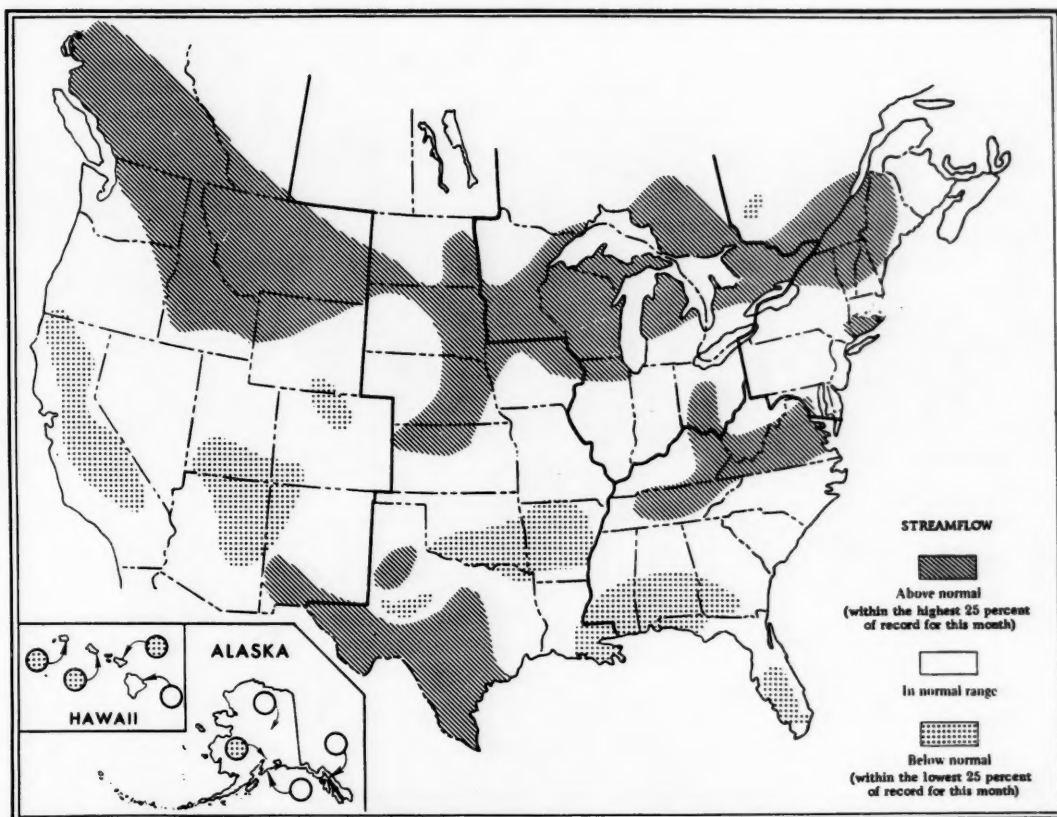 STREAMFLOW
Above normal
(within the highest 25 percent
of record for this month)
In normal range
Below normal
(within the lowest 25 percent
of record for this month)
HAWAII
ALASKA